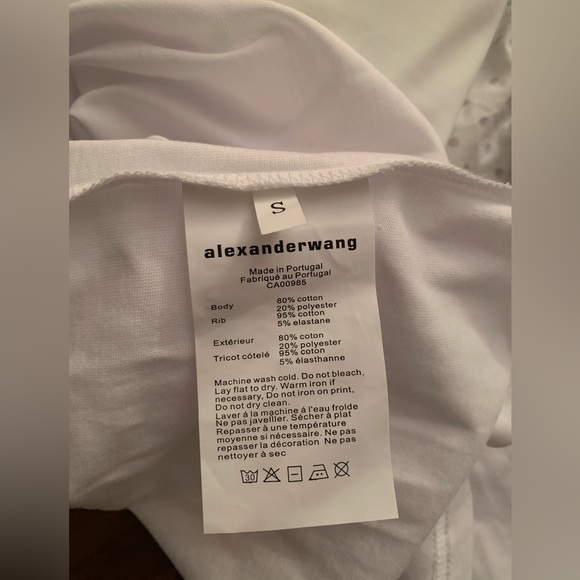 S
alexanderwang
Made in Portugal
Fabriqué au Portugal
CA00985
Body 80% cotton
20% polyester
Rib 95% cotton
5% elastane
Extérieur 80% coton
20% polyester
Tricot côtelé 95% coton
5% élasthanne
Machine wash cold. Do not bleach.
Lay flat to dry. Warm iron if
necessary, Do not iron on print,
Do not dry clean.
Laver á la machine á l'eau froide
Ne pas javeiller. Sécher á plat
Repasser à une température
moyenne si nécessaire. Ne pas
repasser la décoration Ne pas
nettoyer à sec
30